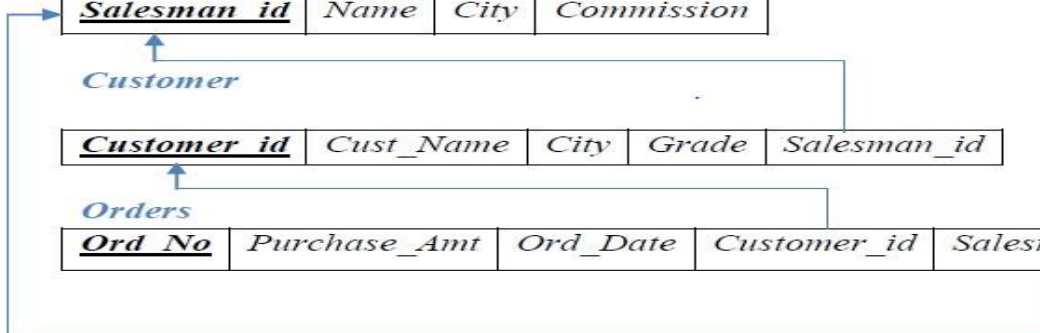 Salesman_id Name City Commission
Customer
Customer_id Cust_Name City Grade Salesman_id
Orders
Ord_No Purchase_Amt Ord_Date Customer_id